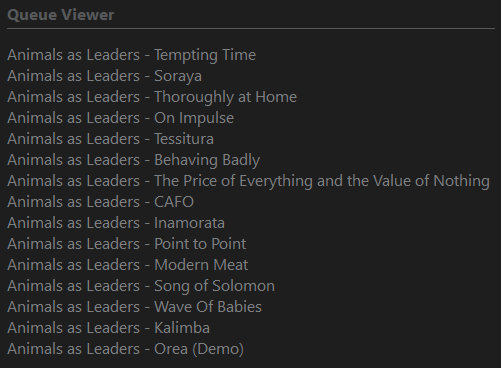 Queue Viewer
Animals as Leaders - Tempting Time
Animals as Leaders - Soraya
Animals as Leaders - Thoroughly at Home
Animals as Leaders - On Impulse
Animals as Leaders - Tessitura
Animals as Leaders - Behaving Badly
Animals as Leaders - The Price of Everything and the Value of Nothing
Animals as Leaders - CAFO
Animals as Leaders - Inamorata
Animals as Leaders - Point to Point
Animals as Leaders - Modern Meat
Animals as Leaders - Song of Solomon
Animals as Leaders - Wave Of Babies
Animals as Leaders - Kalimba
Animals as Leaders - Orea (Demo)